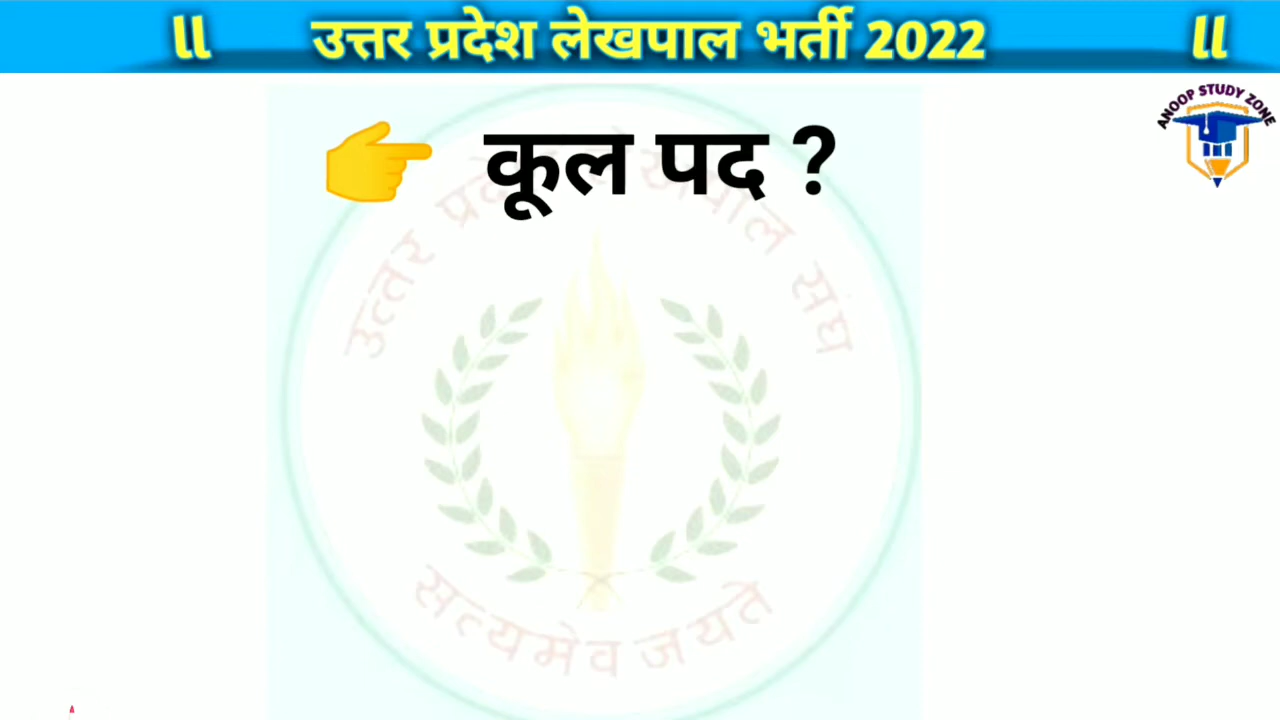 ll उत्तर प्रदेश लेखपाल भर्ती 2022 ll
ANOOP STUDY ZONE
कूल पद ?
उत्तर प्रदेश लेखपाल संघ
सत्यमेव जयते